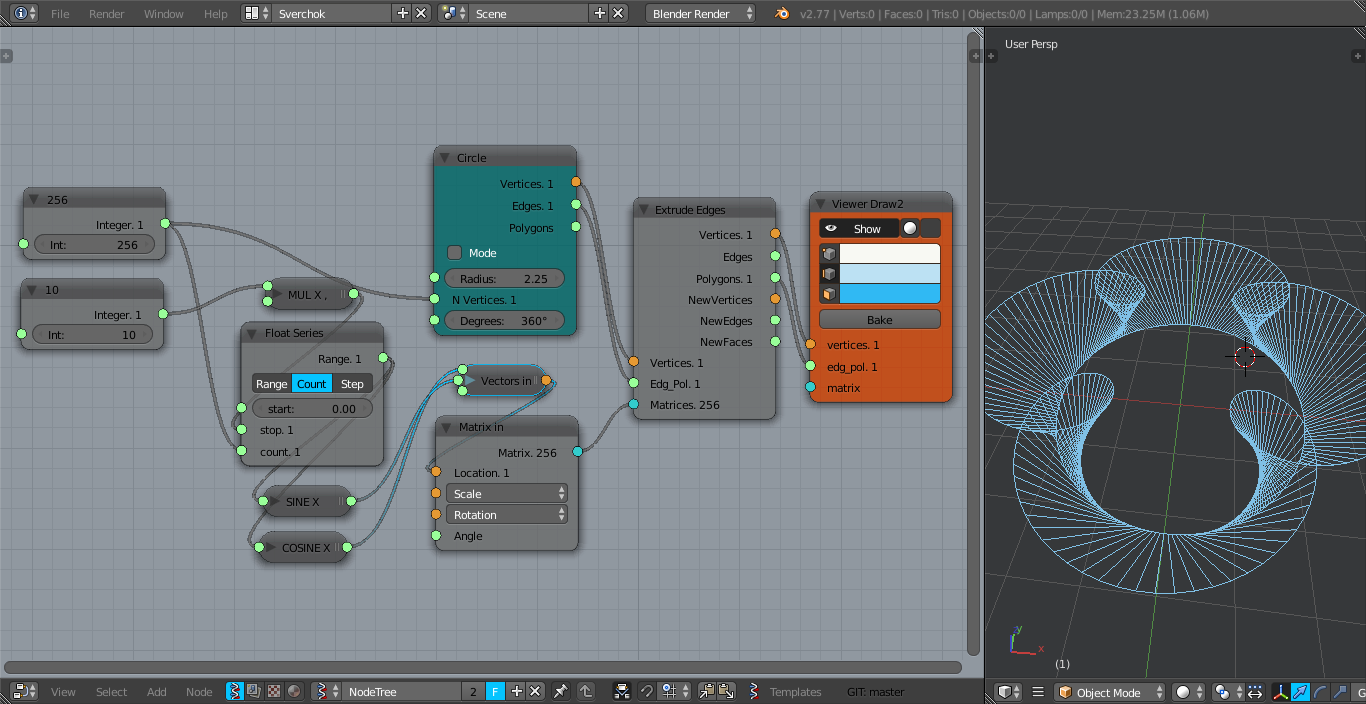 File Render Window Help Sverchok Scene Blender Render v2.77 | Verts:0 | Faces:0 | Tris:0 | Objects:0/0 | Lamps:0/0 | Mem:23.25M (1.06M)
User Persp
256
Integer. 1
Int: 256
10
Integer. 1
Int: 10
MUL X ,
Float Series
Range. 1
Range Count Step
start: 0.00
stop. 1
count. 1
SINE X
COSINE X
Circle
Vertices. 1
Edges. 1
Polygons
Mode
Radius: 2.25
N Vertices. 1
Degrees: 360°
Vectors in
Matrix in
Matrix. 256
Location. 1
Scale
Rotation
Angle
Extrude Edges
Vertices. 1
Edges
Polygons. 1
NewVertices
NewEdges
NewFaces
Vertices. 1
Edg_Pol. 1
Matrices. 256
Viewer Draw2
Show
Bake
vertices. 1
edg_pol. 1
matrix
y
x
(1)
View Select Add Node NodeTree 2 F Templates GIT: master Object Mode G